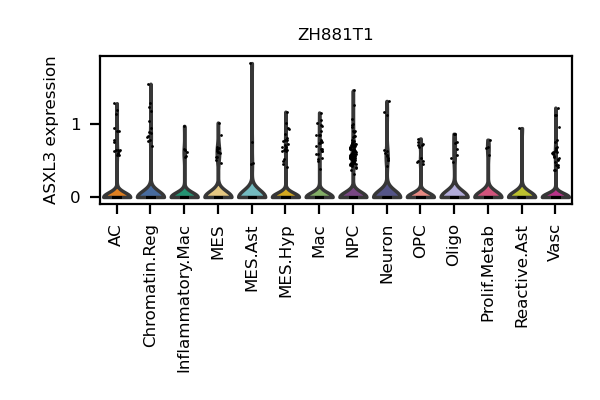 ZH881T1
ASXL3 expression
1
0
AC
Chromatin.Reg
Inflammatory.Mac
MES
MES.Ast
MES.Hyp
Mac
NPC
Neuron
OPC
Oligo
Prolif.Metab
Reactive.Ast
Vasc